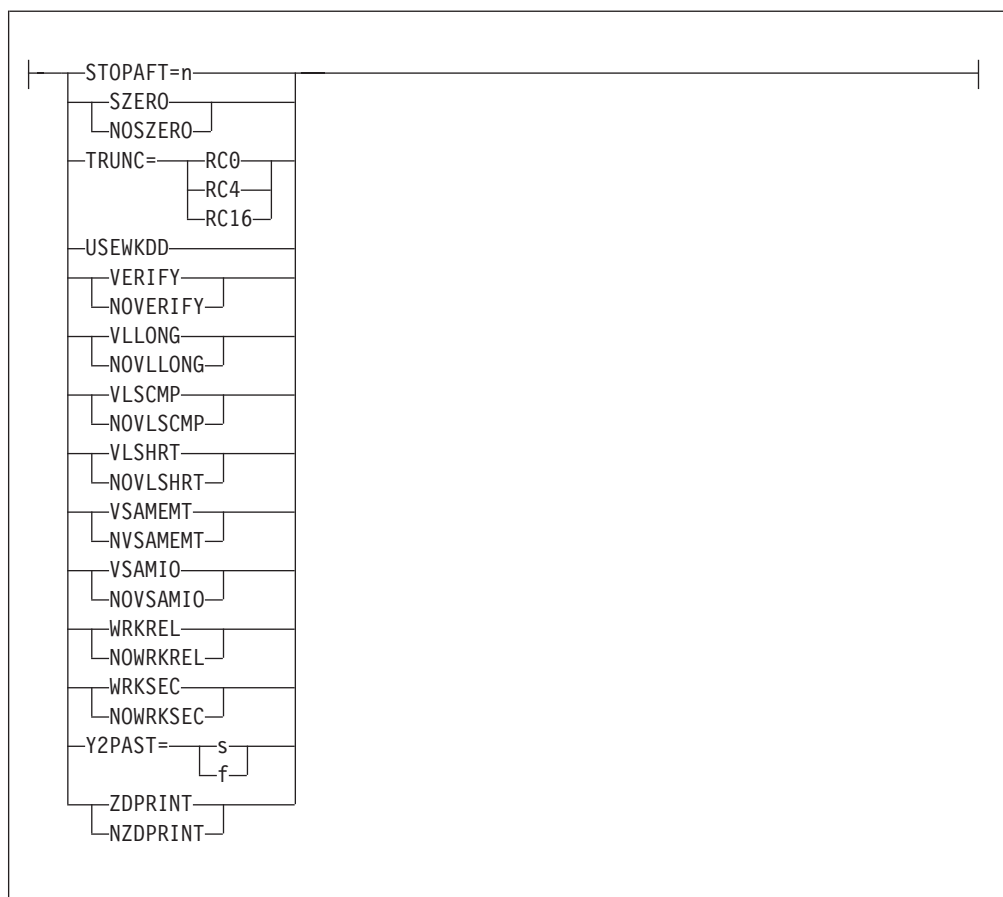 STOPAFT=n
SZERO
NOSZERO
TRUNC= RC0
RC4
RC16
USEWKDD
VERIFY
NOVERIFY
VLLONG
NOVLLONG
VLSCMP
NOVLSCMP
VLSHRT
NOVLSHRT
VSAMEMT
NVSAMEMT
VSAMIO
NOVSAMIO
WRKREL
NOWRKREL
WRKSEC
NOWRKSEC
Y2PAST= s
f
ZDPRINT
NZDPRINT